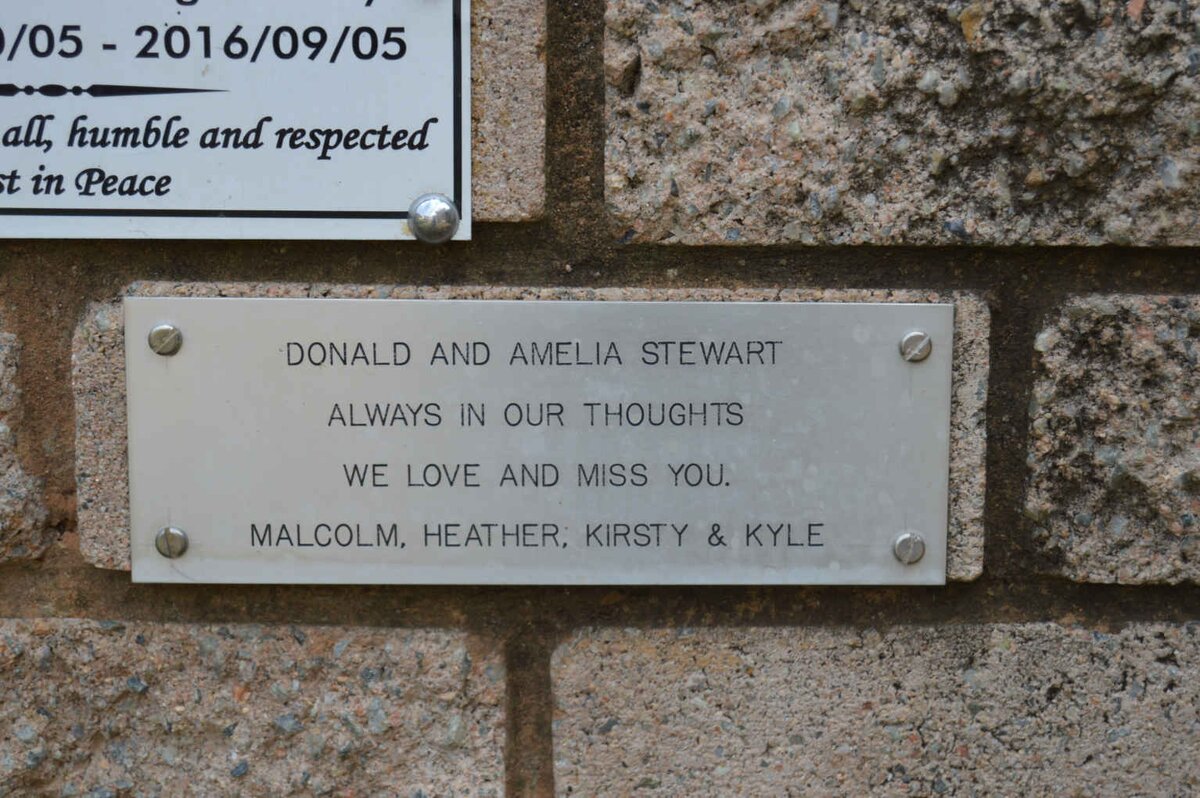 /05 - 2016/09/05
all, humble and respected
in Peace
DONALD AND AMELIA STEWART
ALWAYS IN OUR THOUGHTS
WE LOVE AND MISS YOU.
MALCOLM, HEATHER, KIRSTY & KYLE